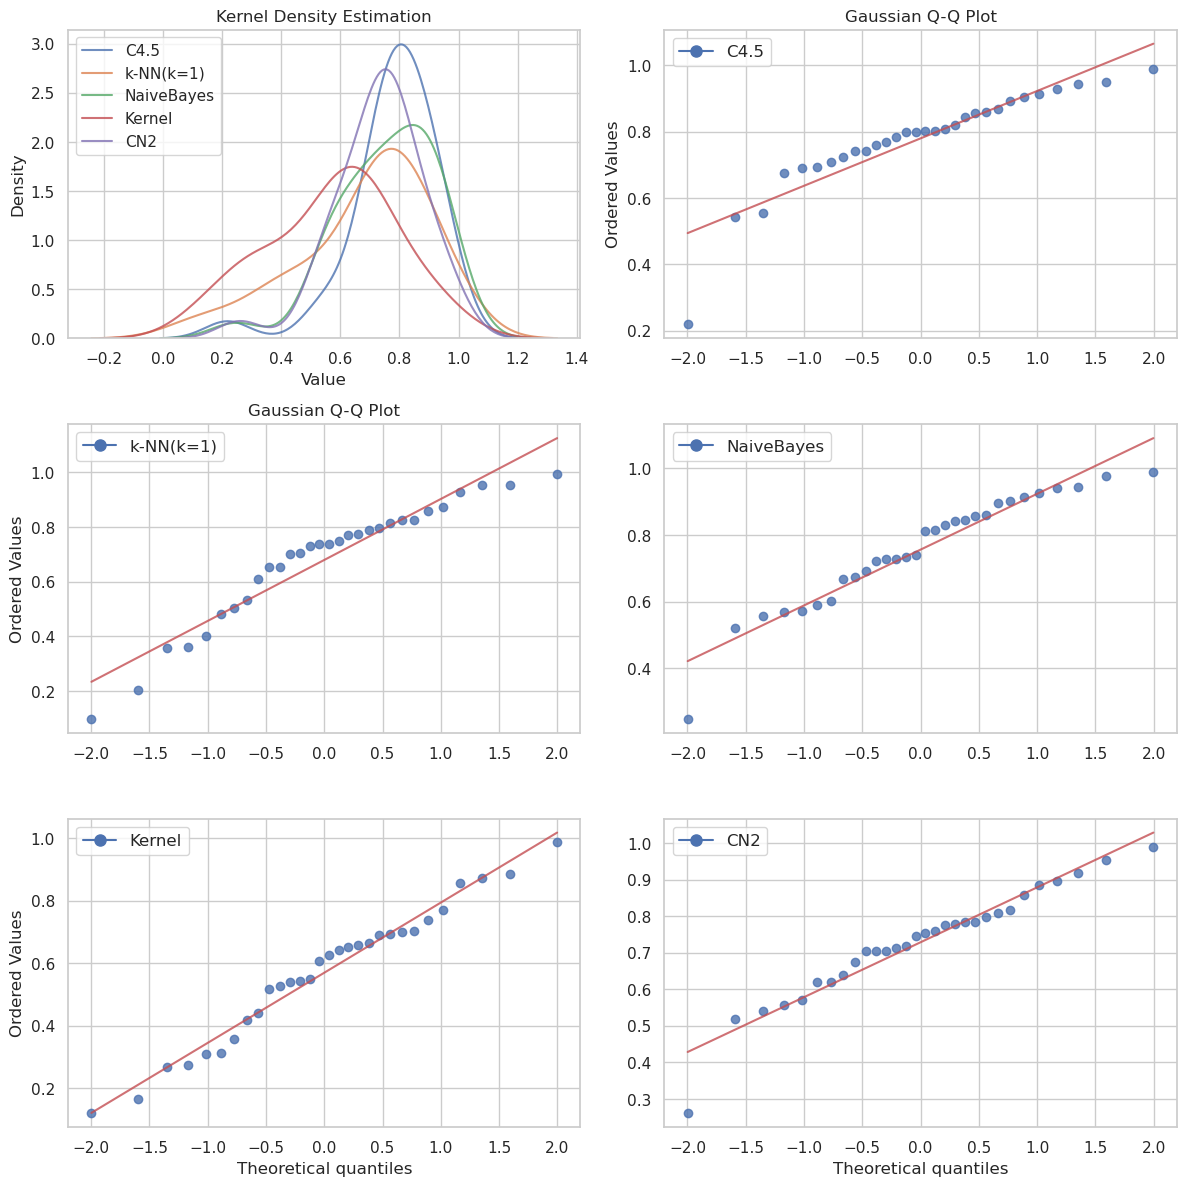 Kernel Density Estimation
C4.5
k-NN(k=1)
NaiveBayes
Kernel
CN2
Density
3.0
2.5
2.0
1.5
1.0
0.5
0.0
−0.2 0.0 0.2 0.4 0.6 0.8 1.0 1.2 1.4
Value
Gaussian Q-Q Plot
C4.5
Ordered Values
1.0
0.8
0.6
0.4
0.2
−2.0 −1.5 −1.0 −0.5 0.0 0.5 1.0 1.5 2.0
Gaussian Q-Q Plot
k-NN(k=1)
Ordered Values
1.0
0.8
0.6
0.4
0.2
−2.0 −1.5 −1.0 −0.5 0.0 0.5 1.0 1.5 2.0
NaiveBayes
1.0
0.8
0.6
0.4
−2.0 −1.5 −1.0 −0.5 0.0 0.5 1.0 1.5 2.0
Kernel
Ordered Values
1.0
0.8
0.6
0.4
0.2
−2.0 −1.5 −1.0 −0.5 0.0 0.5 1.0 1.5 2.0
Theoretical quantiles
CN2
1.0
0.9
0.8
0.7
0.6
0.5
0.4
0.3
−2.0 −1.5 −1.0 −0.5 0.0 0.5 1.0 1.5 2.0
Theoretical quantiles